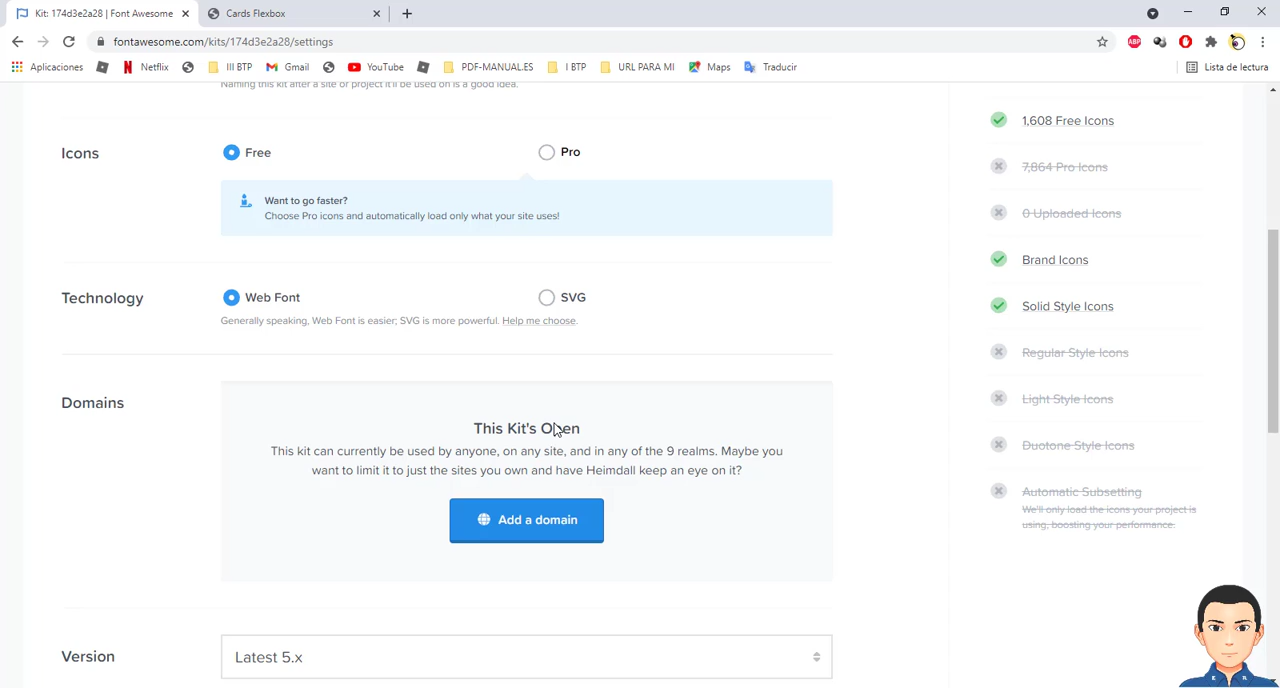 Kit: 174d3e2a28 | Font Awesome
Cards Flexbox
fontawesome.com/kits/174d3e2a28/settings
ABP
Aplicaciones
Netflix
III BTP
Gmail
YouTube
PDF-MANUAL.ES
I BTP
URL PARA MI
Maps
Traducir
Lista de lectura
Naming this kit after a site or project it'll be used on is a good idea.
Icons
Free
Pro
Want to go faster?
Choose Pro icons and automatically load only what your site uses!
Technology
Web Font
SVG
Generally speaking, Web Font is easier; SVG is more powerful. Help me choose.
Domains
This Kit's Open
This kit can currently be used by anyone, on any site, and in any of the 9 realms. Maybe you
want to limit it to just the sites you own and have Heimdall keep an eye on it?
Add a domain
Version
Latest 5.x
1,608 Free Icons
7,864 Pro Icons
0 Uploaded Icons
Brand Icons
Solid Style Icons
Regular Style Icons
Light Style Icons
Duotone Style Icons
Automatic Subsetting
We'll only load the icons your project is
using, boosting your performance.
E R